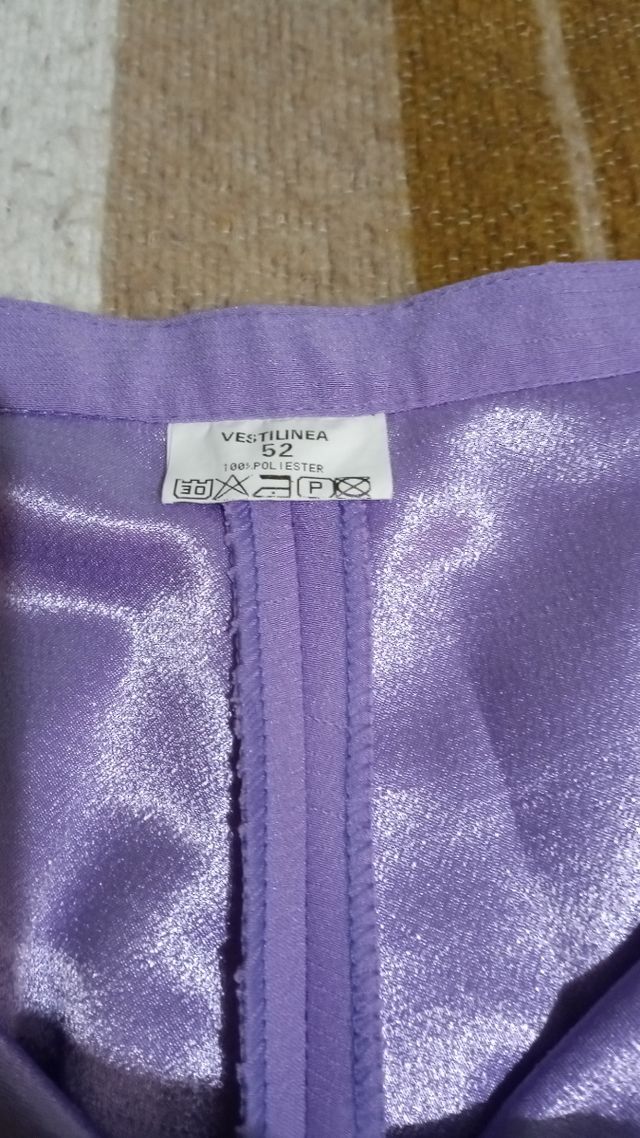 VESTILINEA
52
100% POLIESTER
P